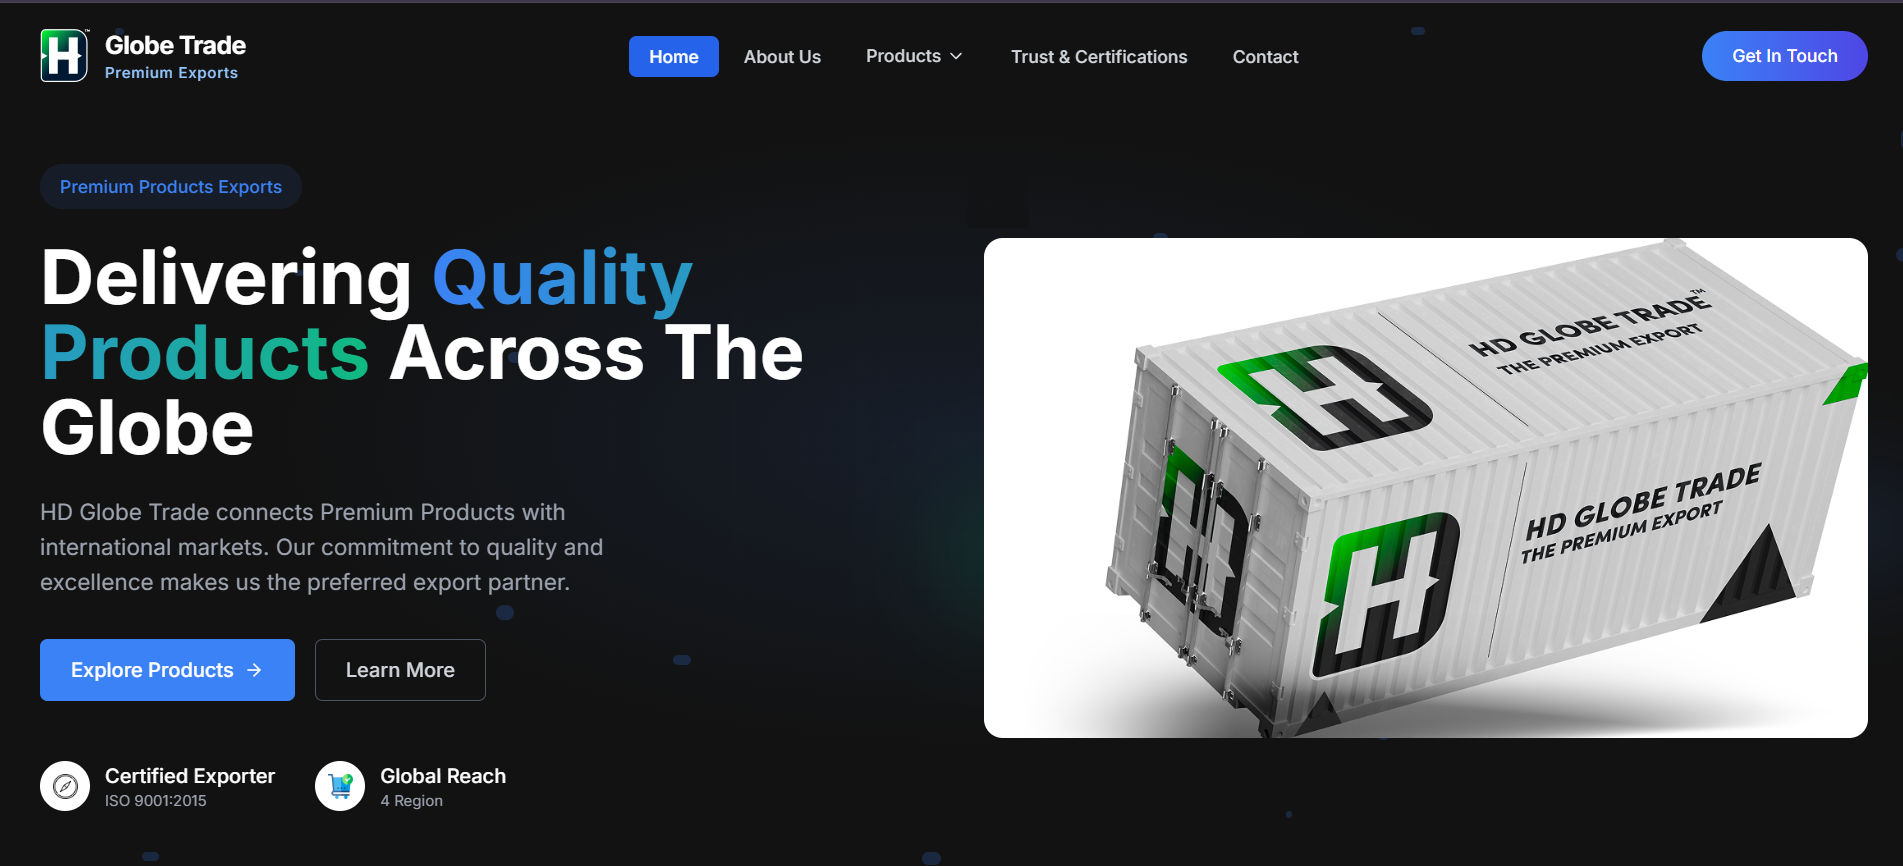 H
™
Globe Trade
Premium Exports
Home
About Us
Products
Trust & Certifications
Contact
Get In Touch
Premium Products Exports
Delivering Quality
Products Across The
Globe
HD Globe Trade connects Premium Products with
international markets. Our commitment to quality and
excellence makes us the preferred export partner.
Explore Products →
Learn More
Certified Exporter
ISO 9001:2015
Global Reach
4 Region
HD GLOBE TRADE™
THE PREMIUM EXPORT
H
H
HD GLOBE TRADE
THE PREMIUM EXPORT
H